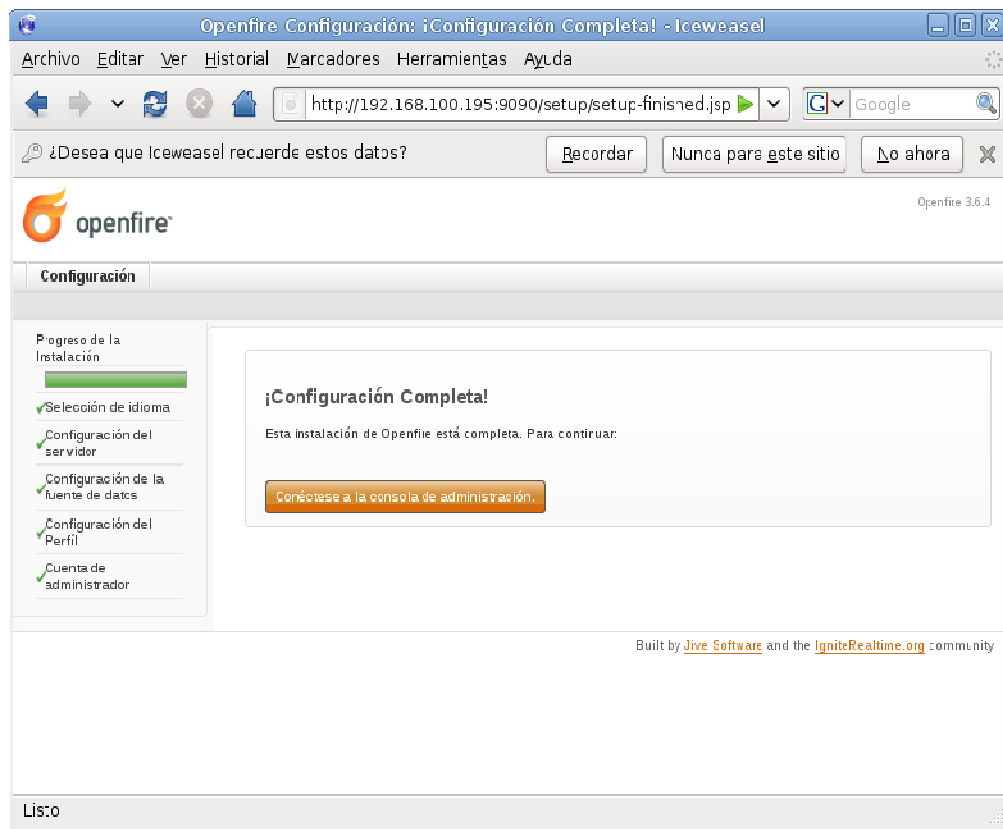 Openfire Configuración: ¡Configuración Completa! - Iceweasel
Archivo Editar Ver Historial Marcadores Herramientas Ayuda
http://192.168.100.195:9090/setup/setup-finished.jsp
G
Google
¿Desea que Iceweasel recuerde estos datos?
Recordar
Nunca para este sitio
No ahora
openfire
Openfire 3.6.4
Configuración
Progreso de la
Instalación
Selección de idioma
Configuración del
servidor
Configuración de la
fuente de datos
Configuración del
Perfíl
Cuenta de
administrador
¡Configuración Completa!
Esta instalación de Openfire está completa. Para continuar:
Conéctese a la consola de administración.
Built by Jive Software and the IgniteRealtime.org community
Listo